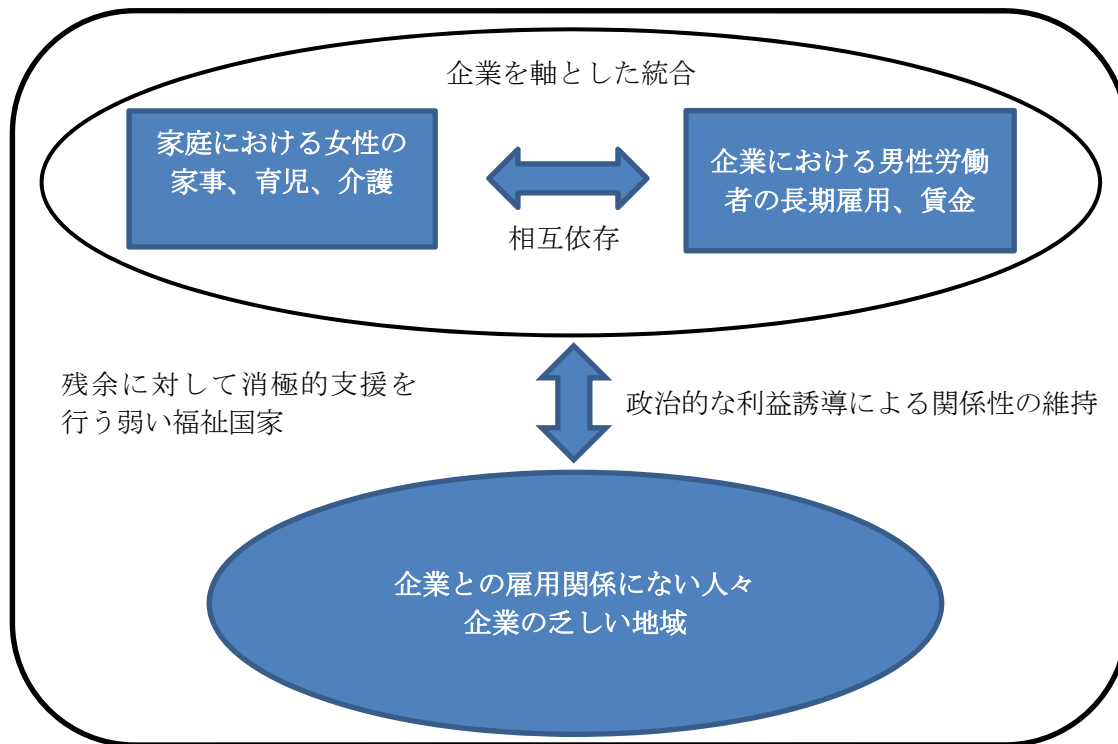 企業を軸とした統合
家庭における女性の
家事、育児、介護
企業における男性労働
者の長期雇用、賃金
相互依存
残余に対して消極的支援を
行う弱い福祉国家
政治的な利益誘導による関係性の維持
企業との雇用関係にない人々
企業の乏しい地域